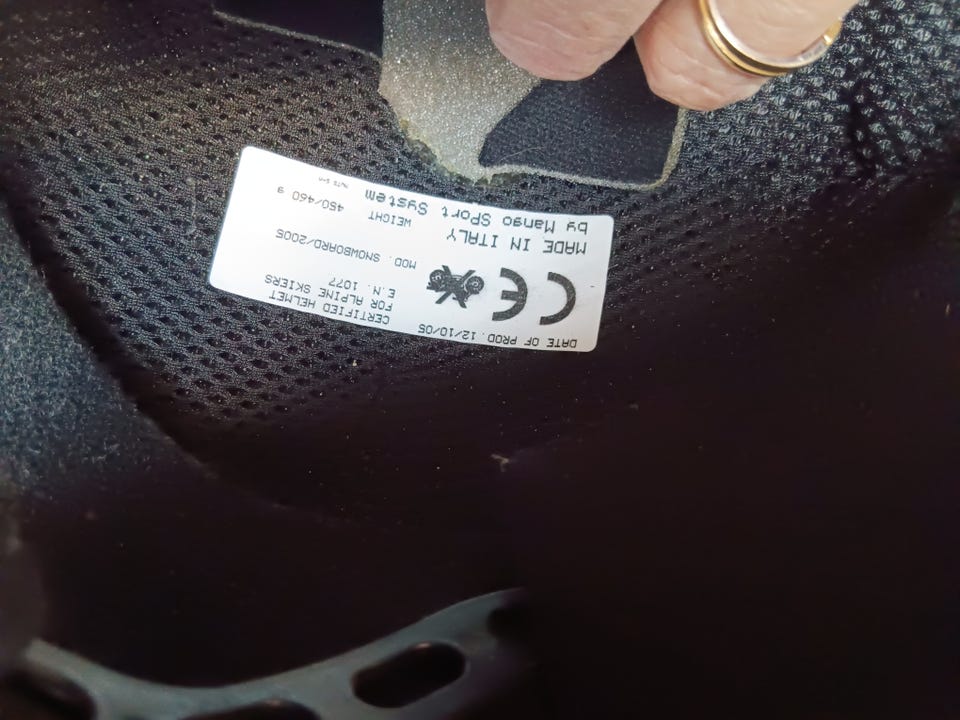 DATE OF PROD. 12/10/05
CE
MADE IN ITALY
by Mango SPort System
CERTIFIED HELMET
FOR ALPINE SKIERS
E.N. 1077
MOD. SNOWBOARD/2005
WEIGHT 450/460 g